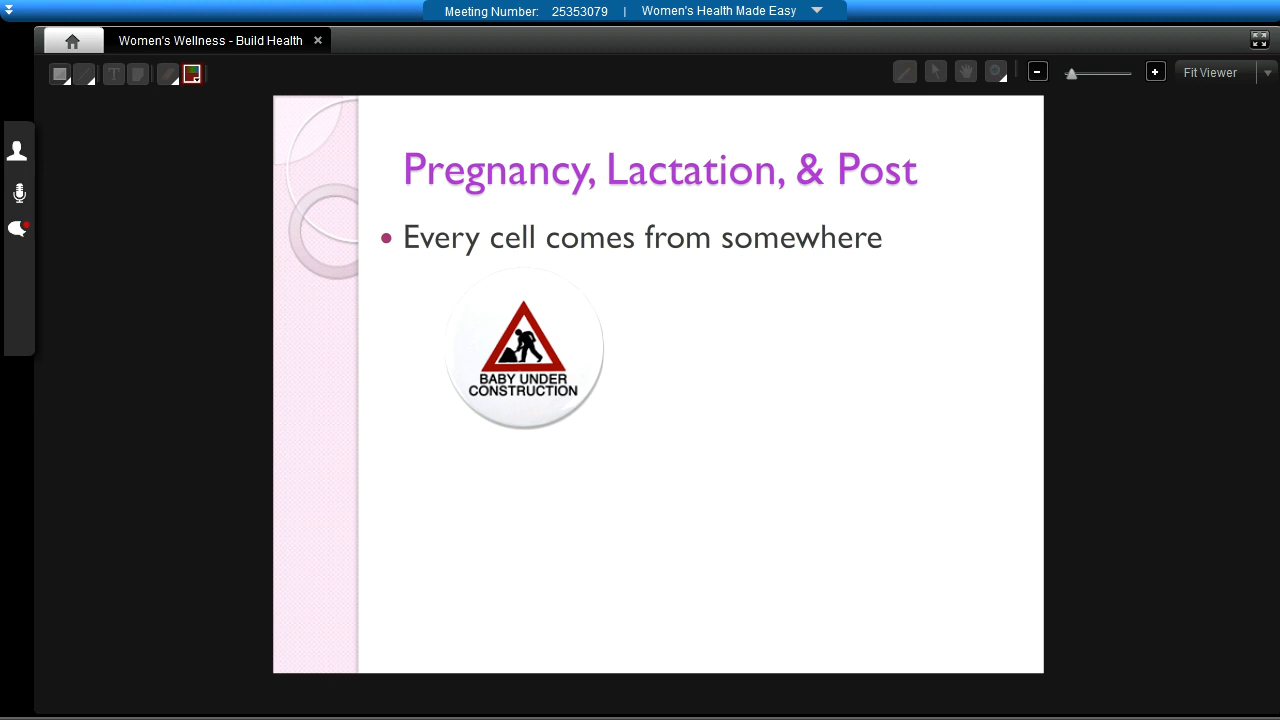 Meeting Number: 25353079 | Women's Health Made Easy
Women's Wellness - Build Health
Fit Viewer
Pregnancy, Lactation, & Post
• Every cell comes from somewhere
BABY UNDER
CONSTRUCTION